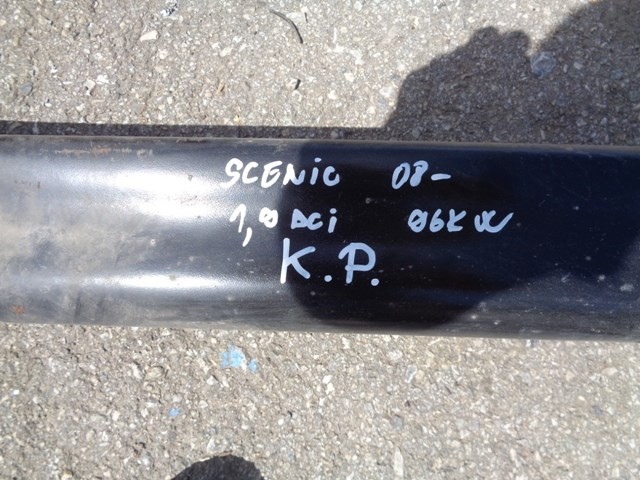 SCENIC 08-
1,9 DCi 96KW
K.P.